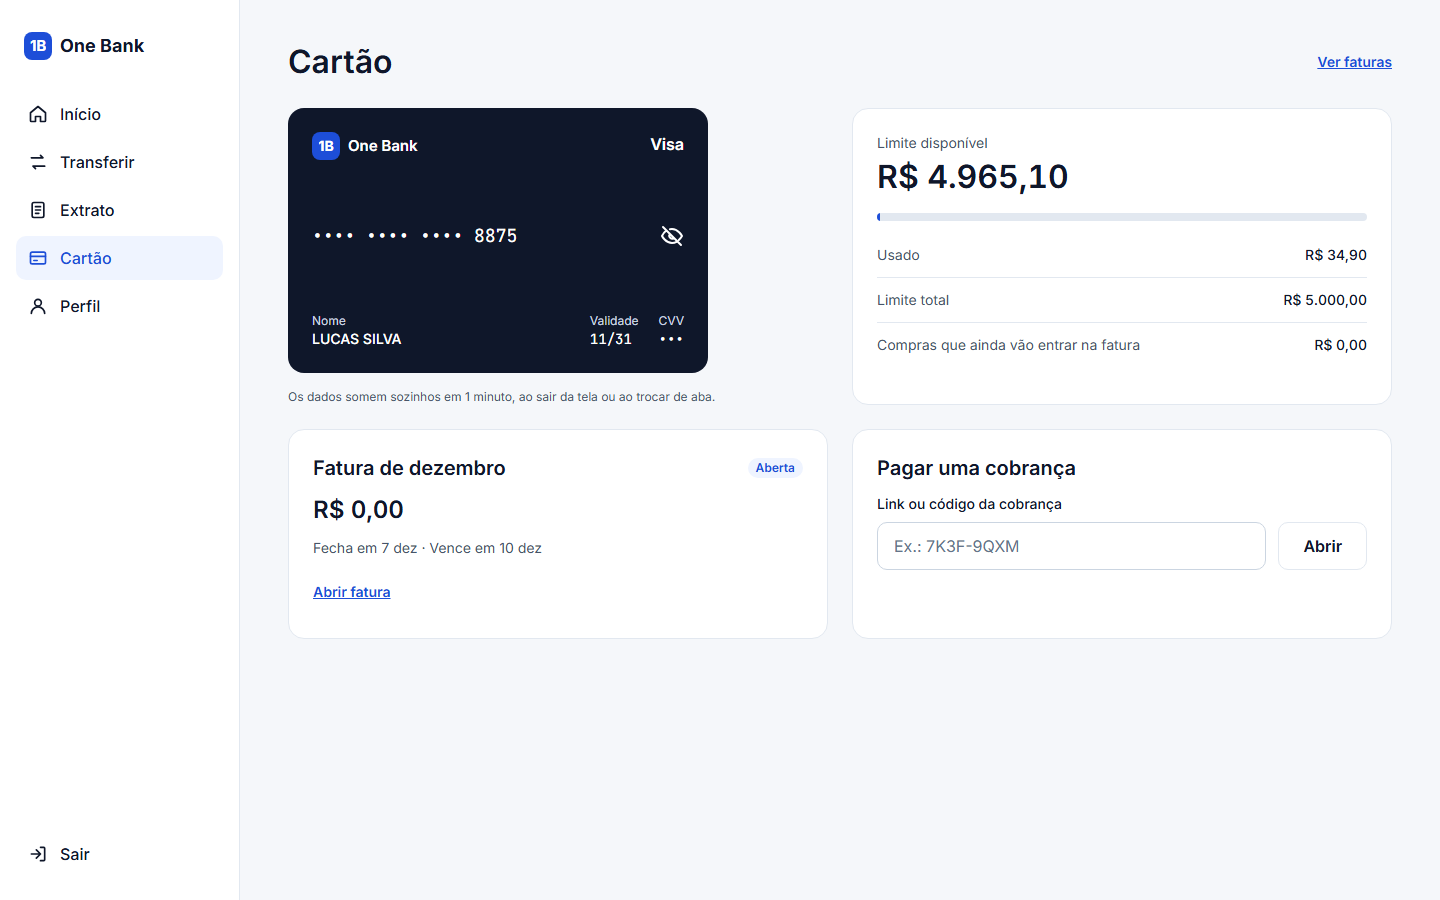 1B One Bank
Início
Transferir
Extrato
Cartão
Perfil
Sair
Cartão
Ver faturas
1B One Bank
Visa
•••• •••• •••• 8875
Nome
LUCAS SILVA
Validade
11/31
CVV
•••
Os dados somem sozinhos em 1 minuto, ao sair da tela ou ao trocar de aba.
Limite disponível
R$ 4.965,10
Usado R$ 34,90
Limite total R$ 5.000,00
Compras que ainda vão entrar na fatura R$ 0,00
Fatura de dezembro
Aberta
R$ 0,00
Fecha em 7 dez · Vence em 10 dez
Abrir fatura
Pagar uma cobrança
Link ou código da cobrança
Ex.: 7K3F-9QXM
Abrir